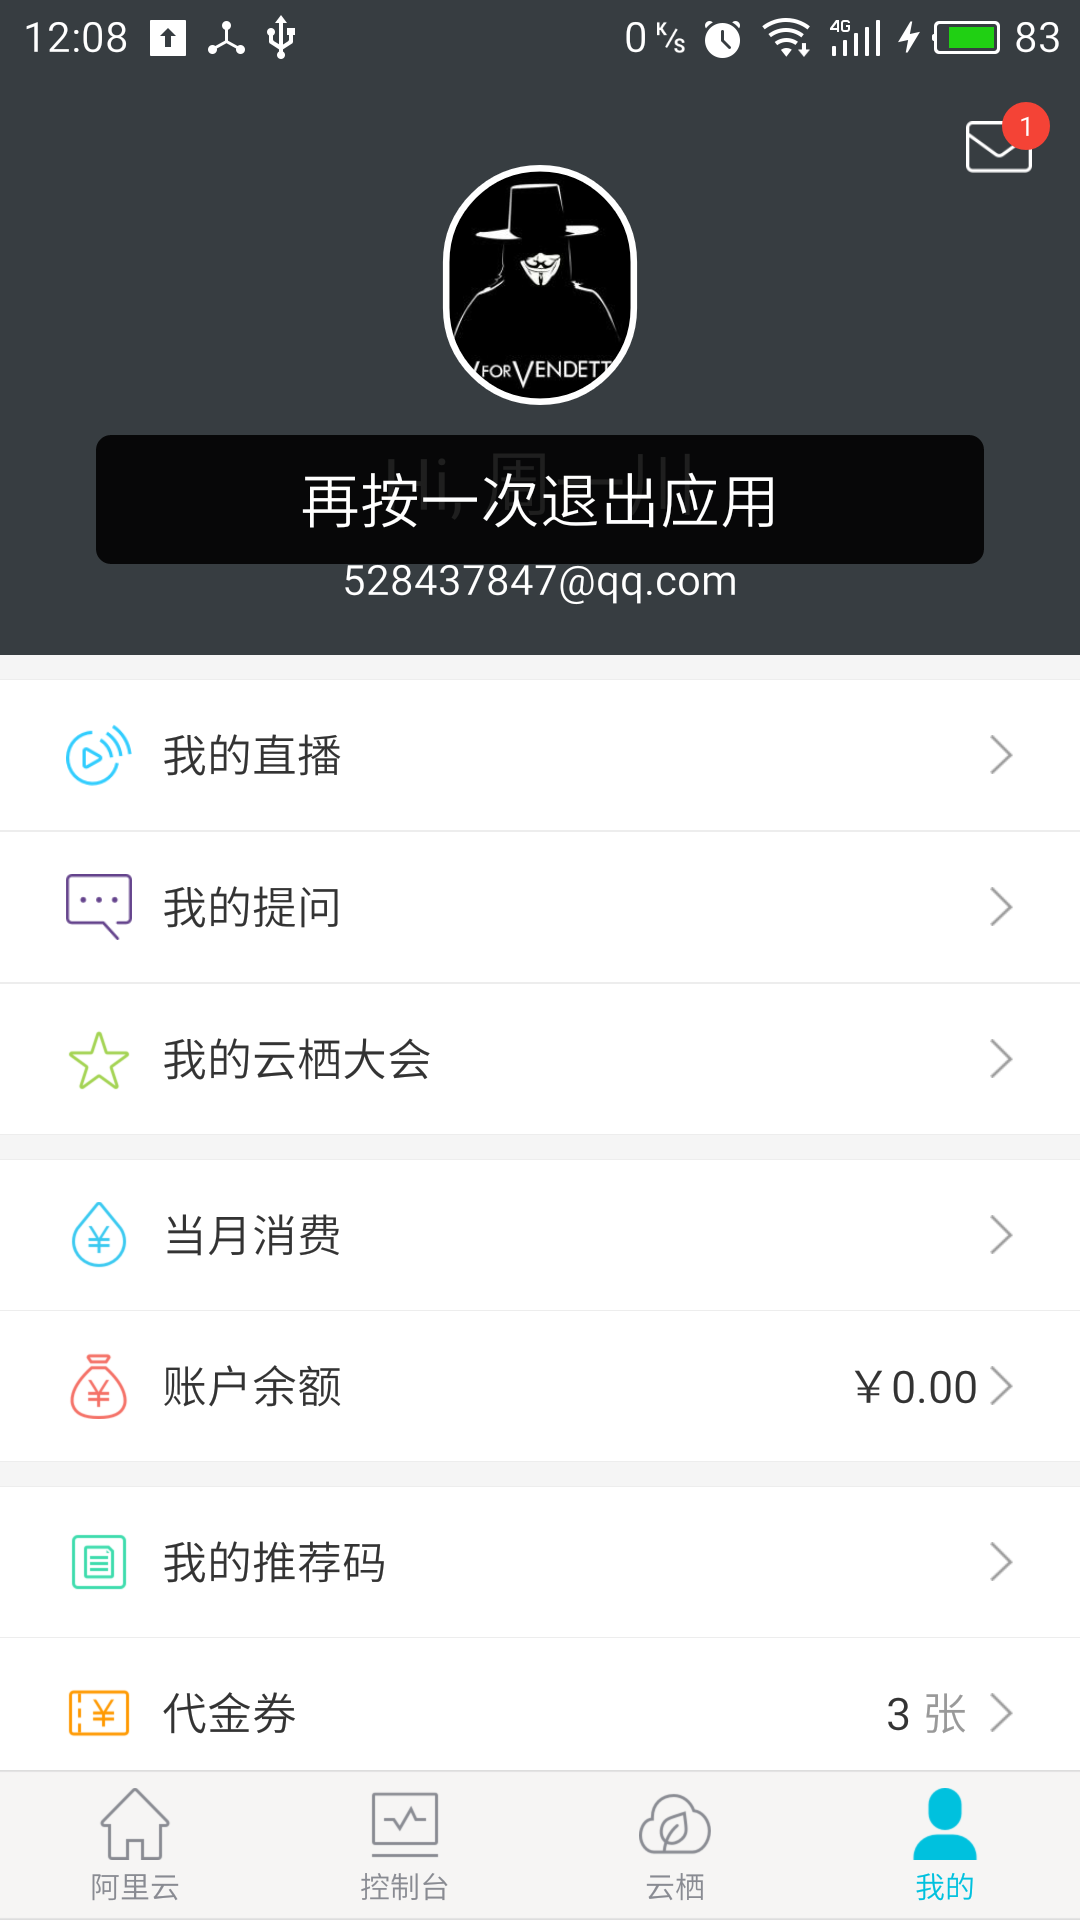 12:08 0 K/s 4G 83
1
V FOR VENDETT
再按一次退出应用
528437847@qq.com
我的直播
我的提问
我的云栖大会
当月消费
账户余额 ￥0.00
我的推荐码
代金券 3 张
阿里云 控制台 云栖 我的